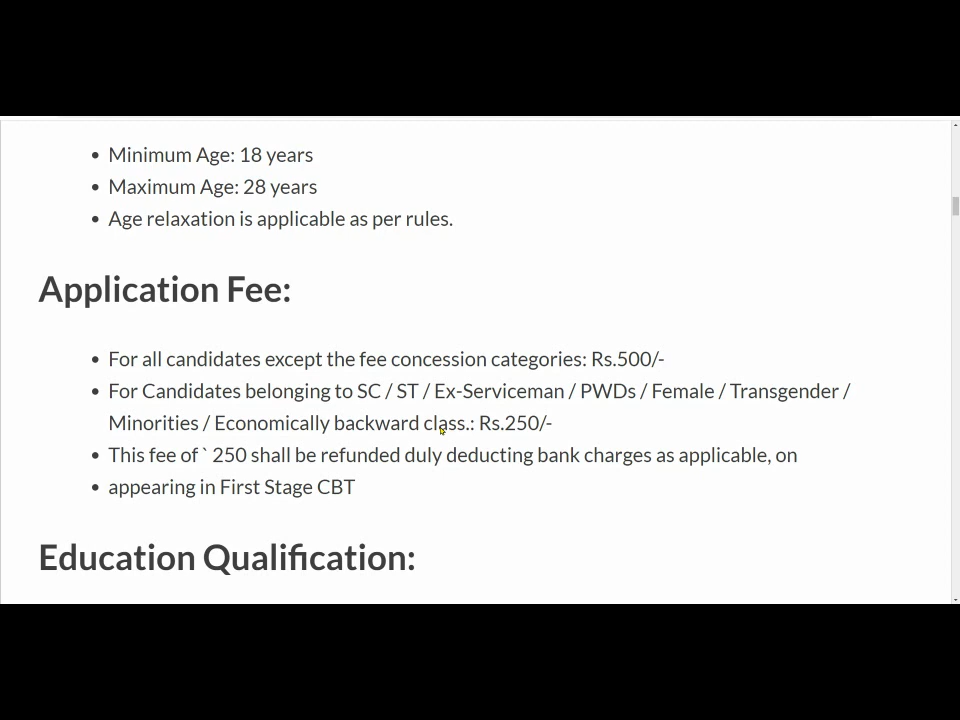 Minimum Age: 18 years
Maximum Age: 28 years
Age relaxation is applicable as per rules.
Application Fee:
For all candidates except the fee concession categories: Rs.500/-
For Candidates belonging to SC / ST / Ex-Serviceman / PWDs / Female / Transgender /
Minorities / Economically backward class.: Rs.250/-
This fee of ` 250 shall be refunded duly deducting bank charges as applicable, on
appearing in First Stage CBT
Education Qualification: